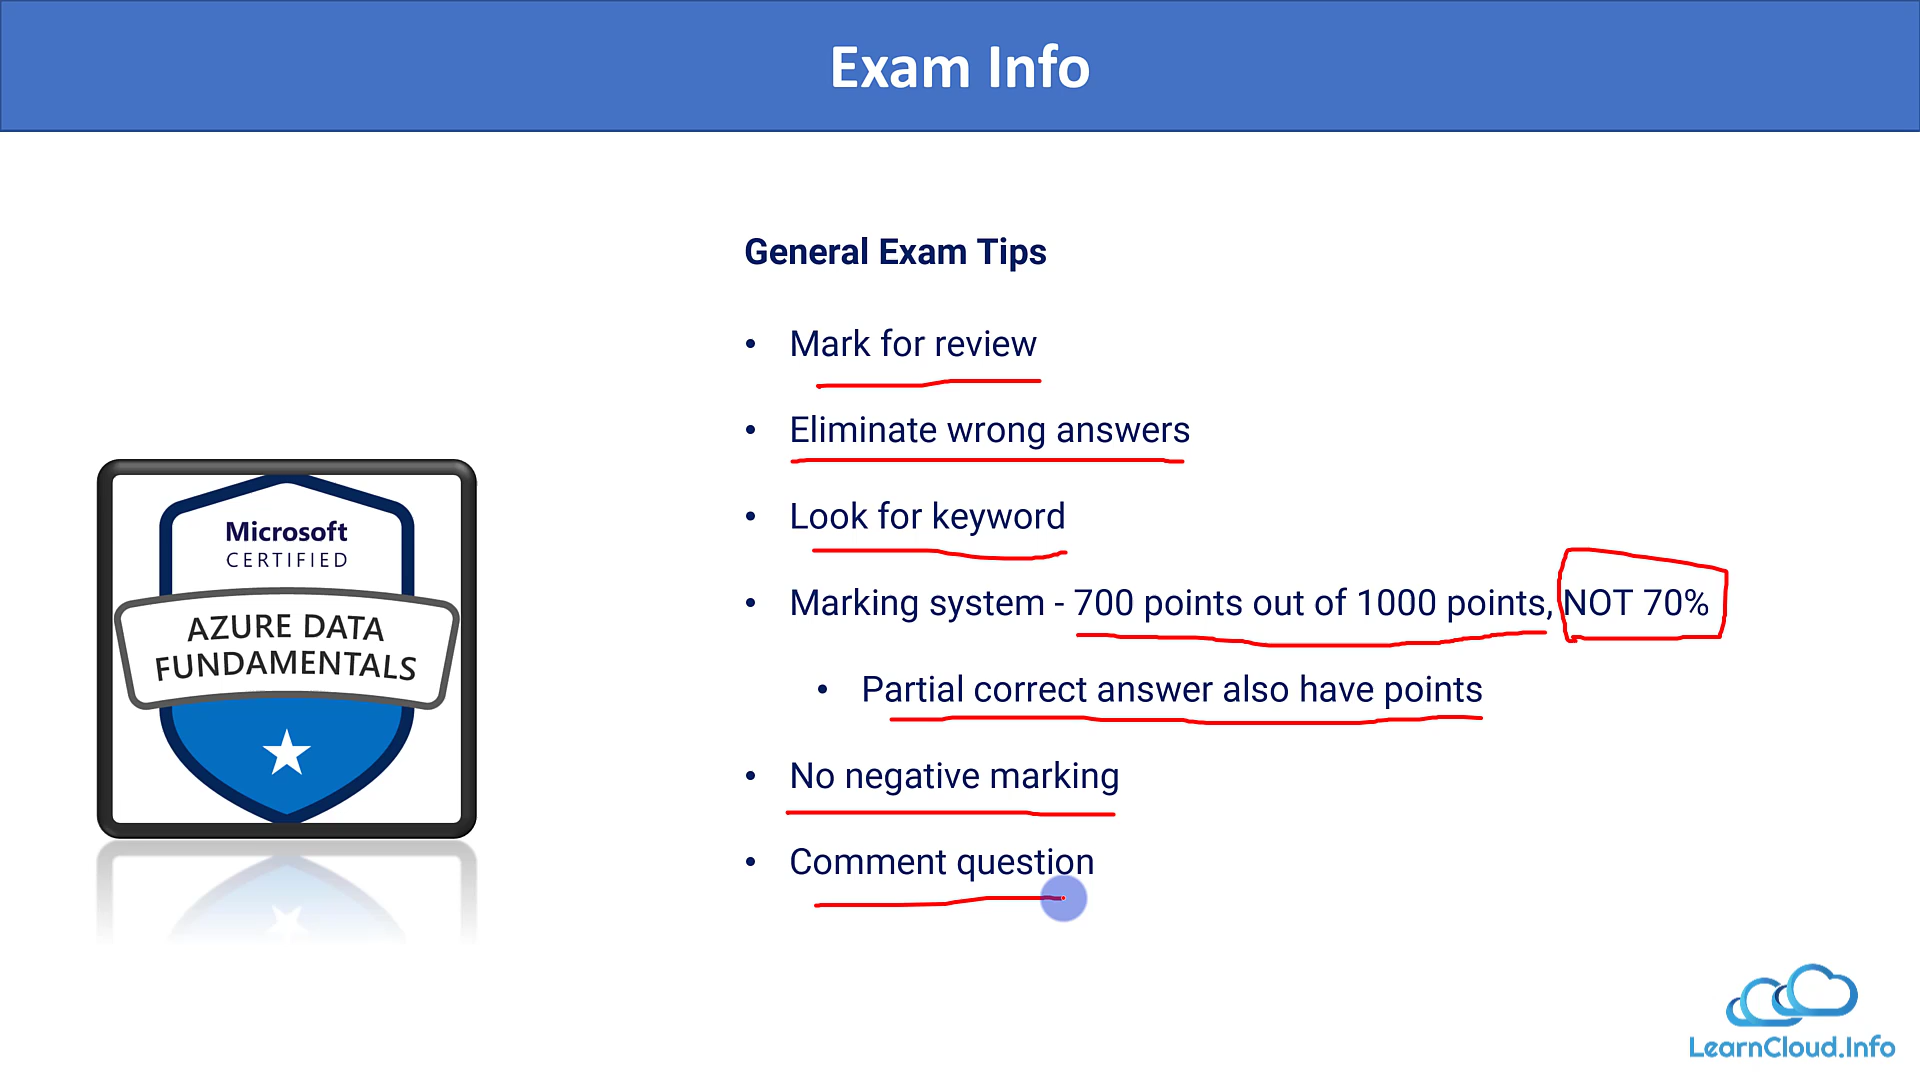 Exam Info
General Exam Tips
• Mark for review
• Eliminate wrong answers
• Look for keyword
• Marking system - 700 points out of 1000 points, NOT 70%
• Partial correct answer also have points
• No negative marking
• Comment question
Microsoft
CERTIFIED
AZURE DATA
FUNDAMENTALS
LearnCloud.Info